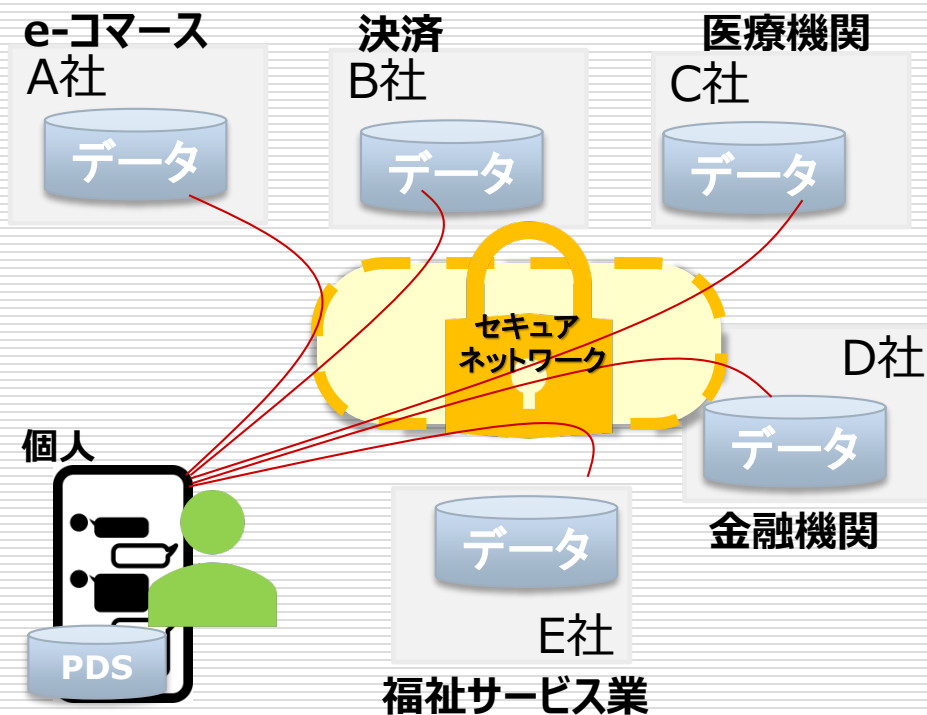 e-コマース
A社
データ
決済
B社
データ
医療機関
C社
データ
セキュア
ネットワーク
D社
データ
金融機関
個人
PDS
データ
E社
福祉サービス業